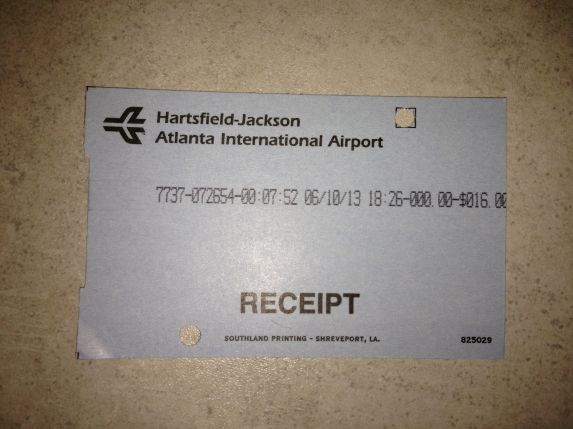 Hartsfield-Jackson
Atlanta International Airport
7737-072654-00:07:52 06/10/13 18:26-000.00-$016.00
RECEIPT
SOUTHLAND PRINTING - SHREVEPORT, LA.
825029